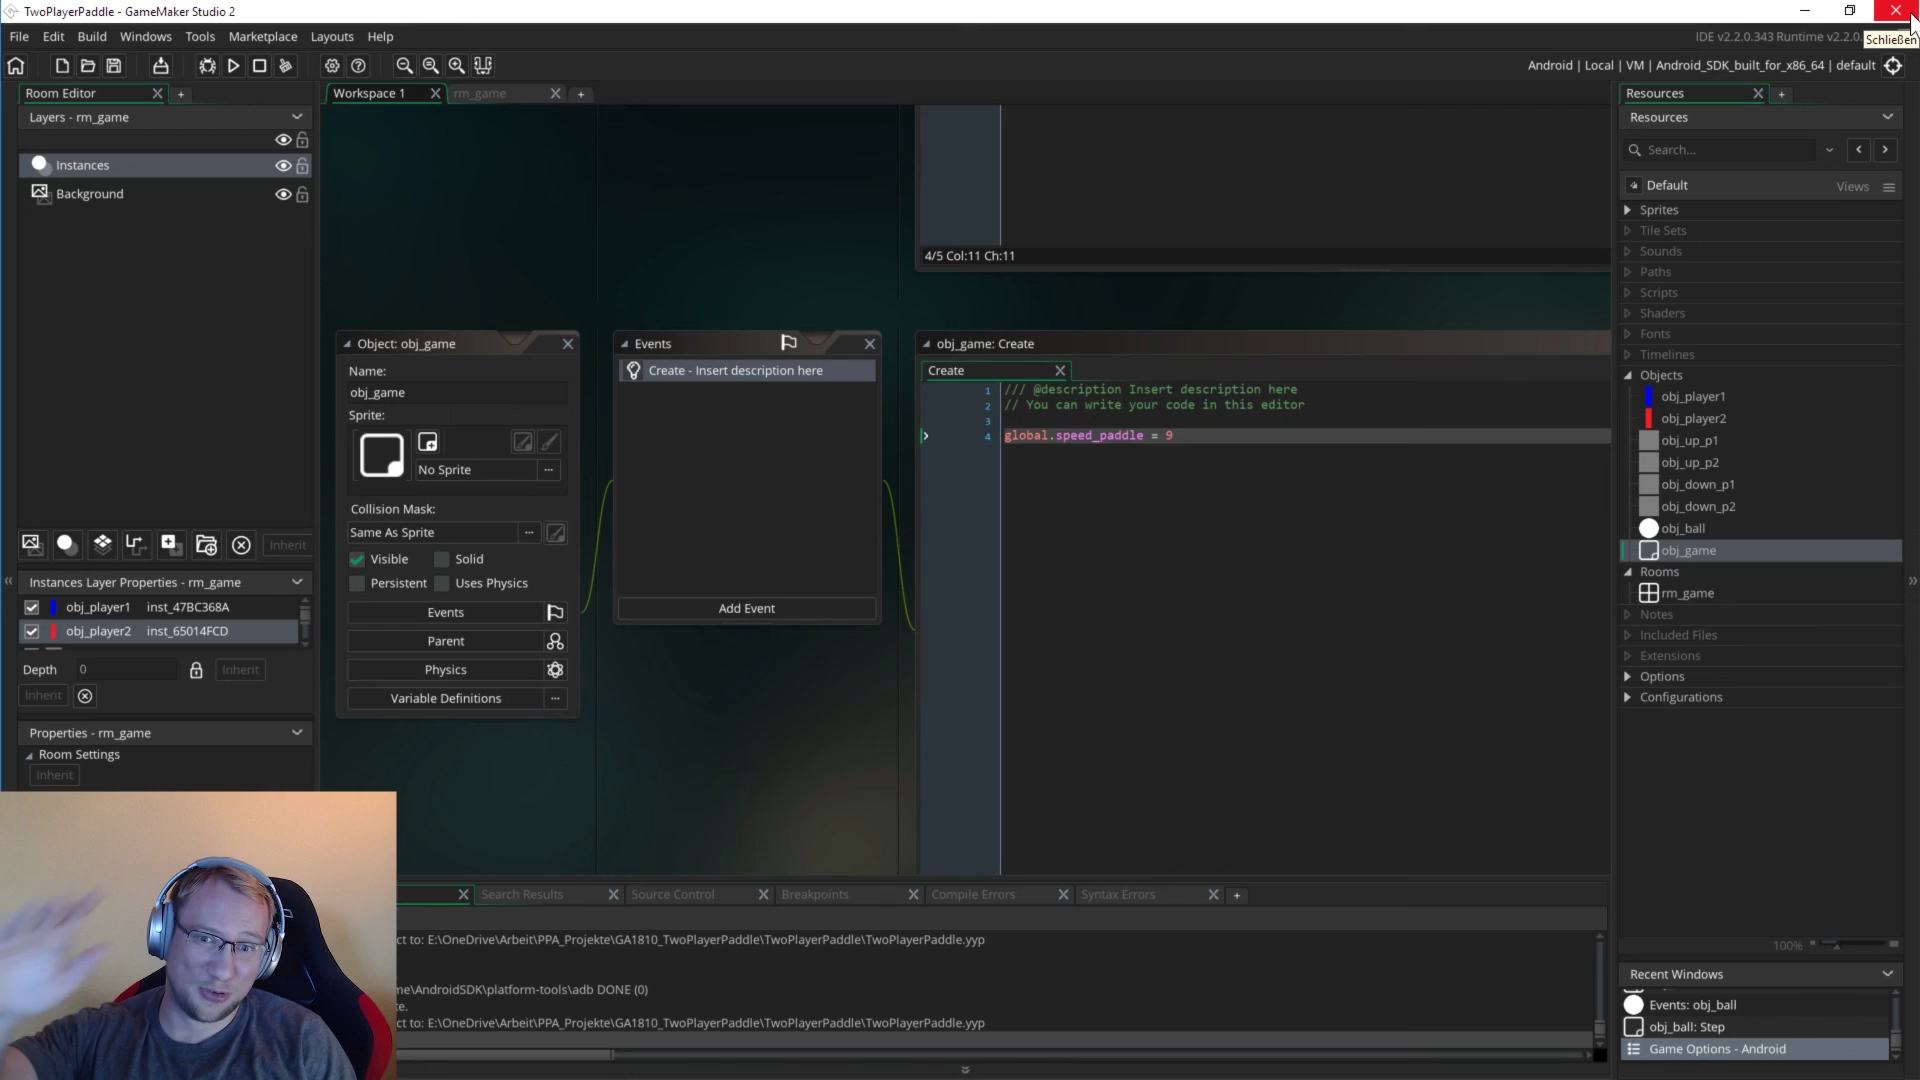 TwoPlayerPaddle - GameMaker Studio 2
File Edit Build Windows Tools Marketplace Layouts Help
IDE v2.2.0.343 Runtime v2.2.0.
Schließen
Android | Local | VM | Android_SDK_built_for_x86_64 | default
Room Editor
Workspace 1
rm_game
Resources
Layers - rm_game
Resources
Search...
Instances
Background
Default
Views
Sprites
Tile Sets
Sounds
Paths
Scripts
Shaders
Fonts
Timelines
Objects
obj_player1
obj_player2
obj_up_p1
obj_up_p2
obj_down_p1
obj_down_p2
obj_ball
obj_game
Rooms
rm_game
Notes
Included Files
Extensions
Options
Configurations
4/5 Col:11 Ch:11
Object: obj_game
Name:
obj_game
Sprite:
No Sprite
Collision Mask:
Same As Sprite
Visible
Solid
Persistent
Uses Physics
Events
Parent
Physics
Variable Definitions
Events
Create - Insert description here
Add Event
obj_game: Create
Create
1 /// @description Insert description here
2 // You can write your code in this editor
3
4 global.speed_paddle = 9
Inherit
Instances Layer Properties - rm_game
obj_player1 inst_47BC368A
obj_player2 inst_65014FCD
Depth 0 Inherit
Inherit
Properties - rm_game
Room Settings
Inherit
Search Results
Source Control
Breakpoints
Compile Errors
Syntax Errors
ct to: E:\OneDrive\Arbeit\PPA_Projekte\GA1810_TwoPlayerPaddle\TwoPlayerPaddle\TwoPlayerPaddle.yyp
me\AndroidSDK\platform-tools\adb DONE (0)
te.
ct to: E:\OneDrive\Arbeit\PPA_Projekte\GA1810_TwoPlayerPaddle\TwoPlayerPaddle\TwoPlayerPaddle.yyp
100%
Recent Windows
Events: obj_ball
obj_ball: Step
Game Options - Android